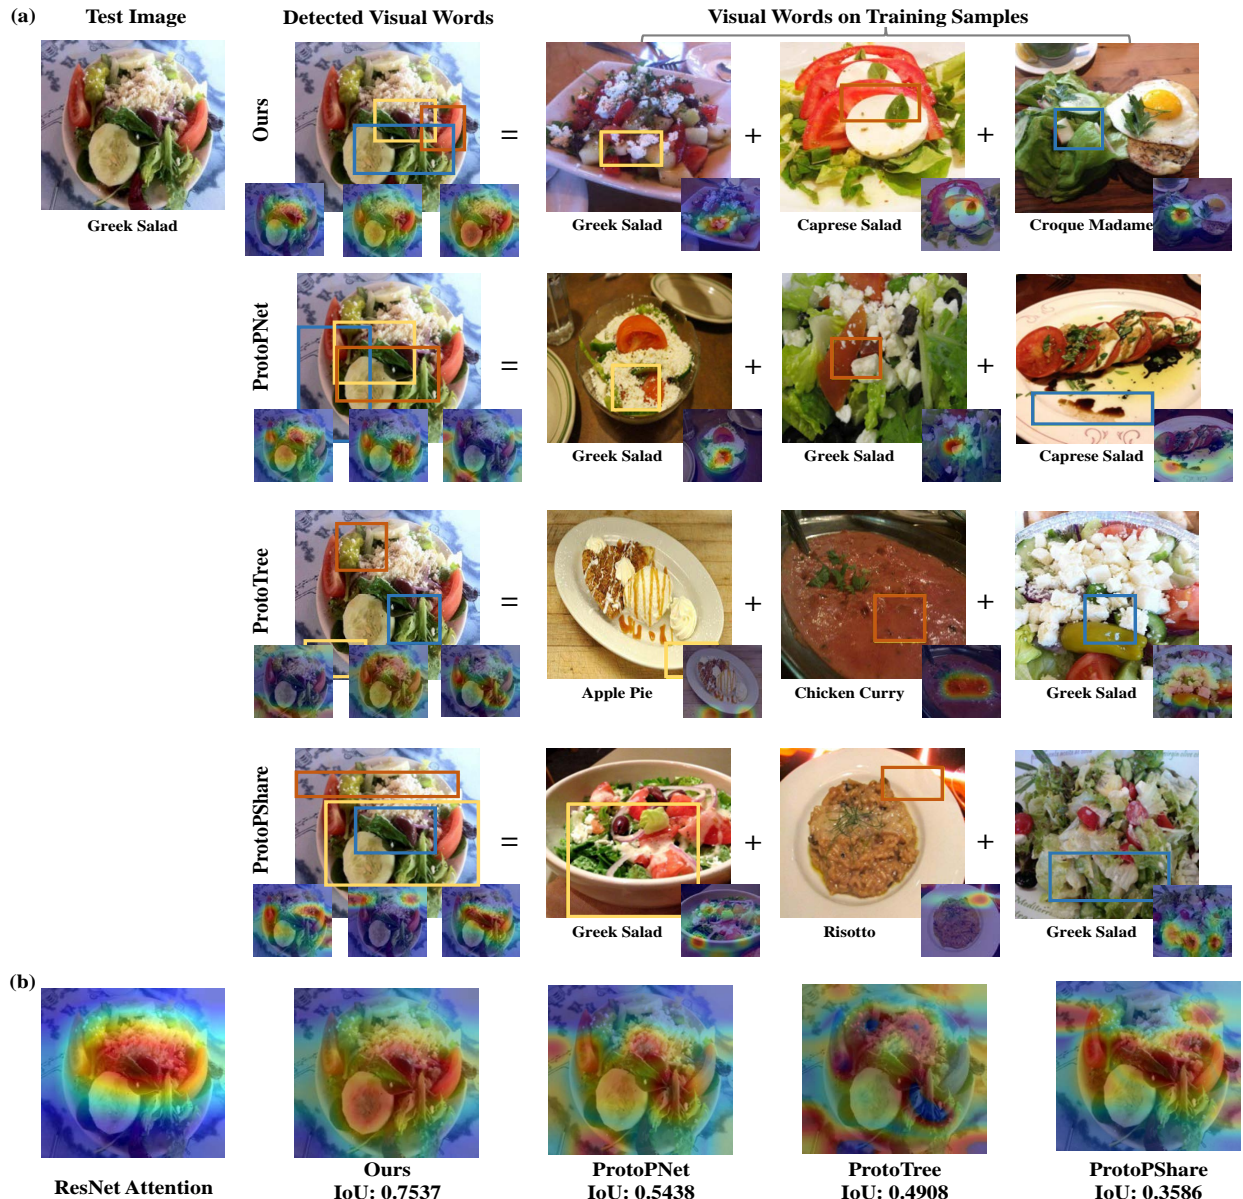 (a)
Test Image
Detected Visual Words
Visual Words on Training Samples
Greek Salad
Ours
=
+
+
Greek Salad
Caprese Salad
Croque Madame
ProtoPNet
=
+
+
Greek Salad
Greek Salad
Caprese Salad
ProtoTree
=
+
+
Apple Pie
Chicken Curry
Greek Salad
ProtoPShare
=
+
+
Greek Salad
Risotto
Greek Salad
(b)
ResNet Attention
Ours
IoU: 0.7537
ProtoPNet
IoU: 0.5438
ProtoTree
IoU: 0.4908
ProtoPShare
IoU: 0.3586